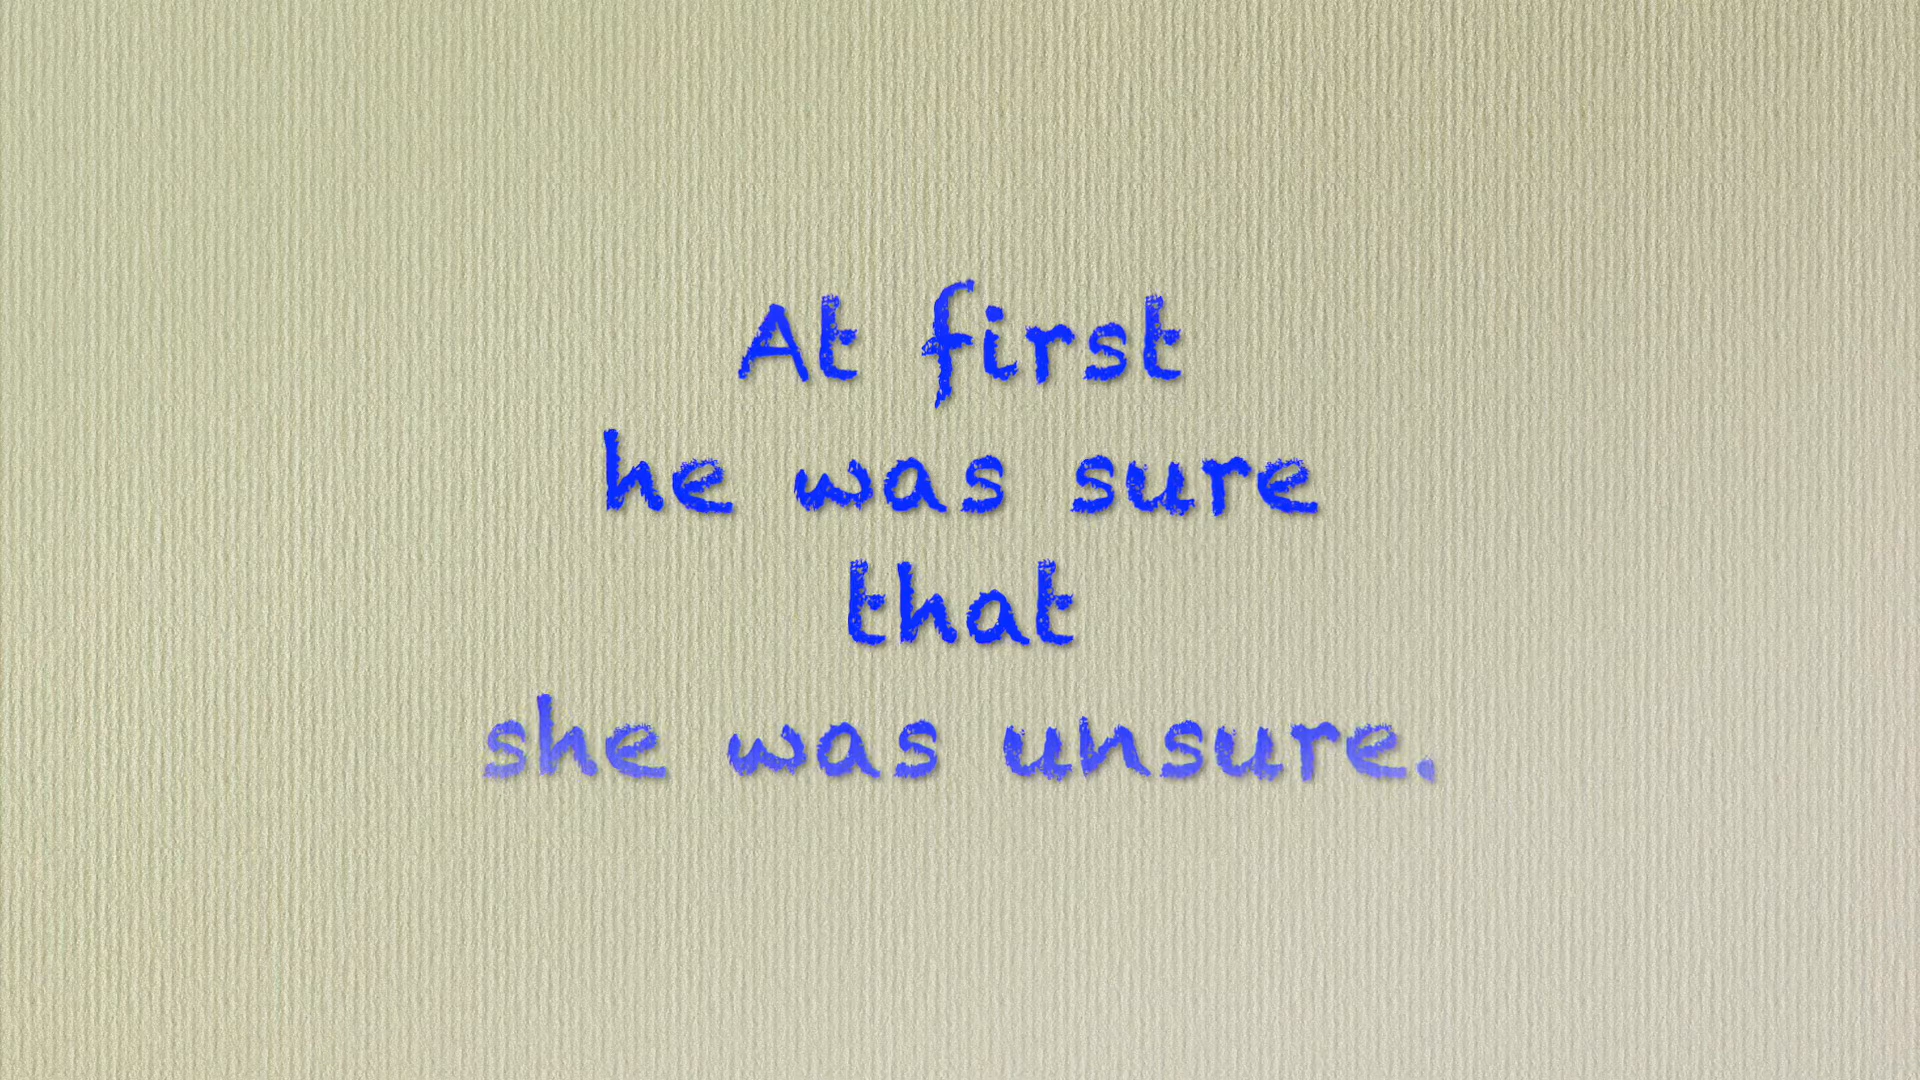 At first
he was sure
that
she was unsure.